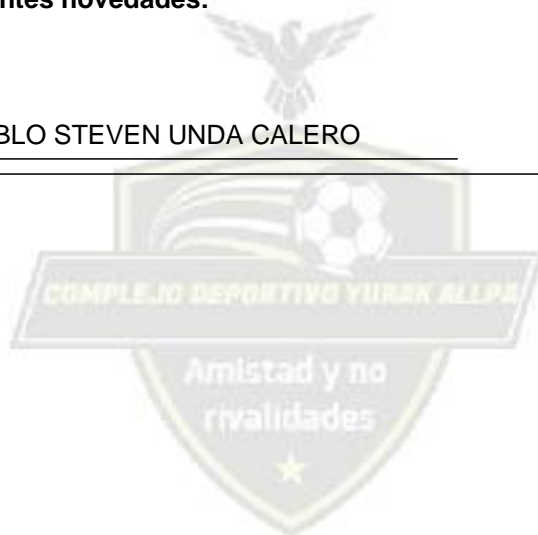 ntes novedades:
BLO STEVEN UNDA CALERO
COMPLEJO DEPORTIVO YURAK ALLPA
Amistad y no
rivalidades